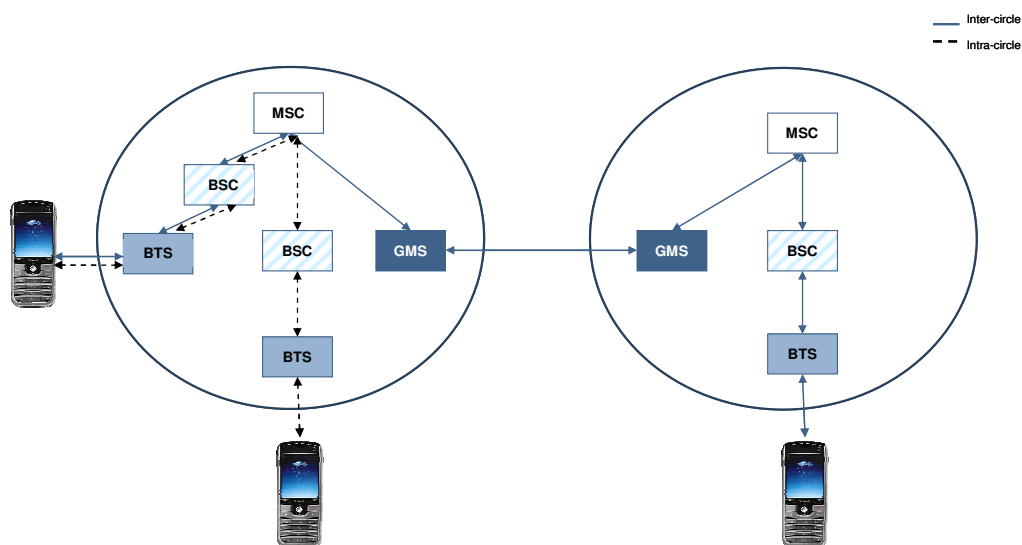 Inter-circle
Intra-circle
MSC
MSC
BSC
BTS
BSC
GMS
GMS
BSC
BTS
BTS